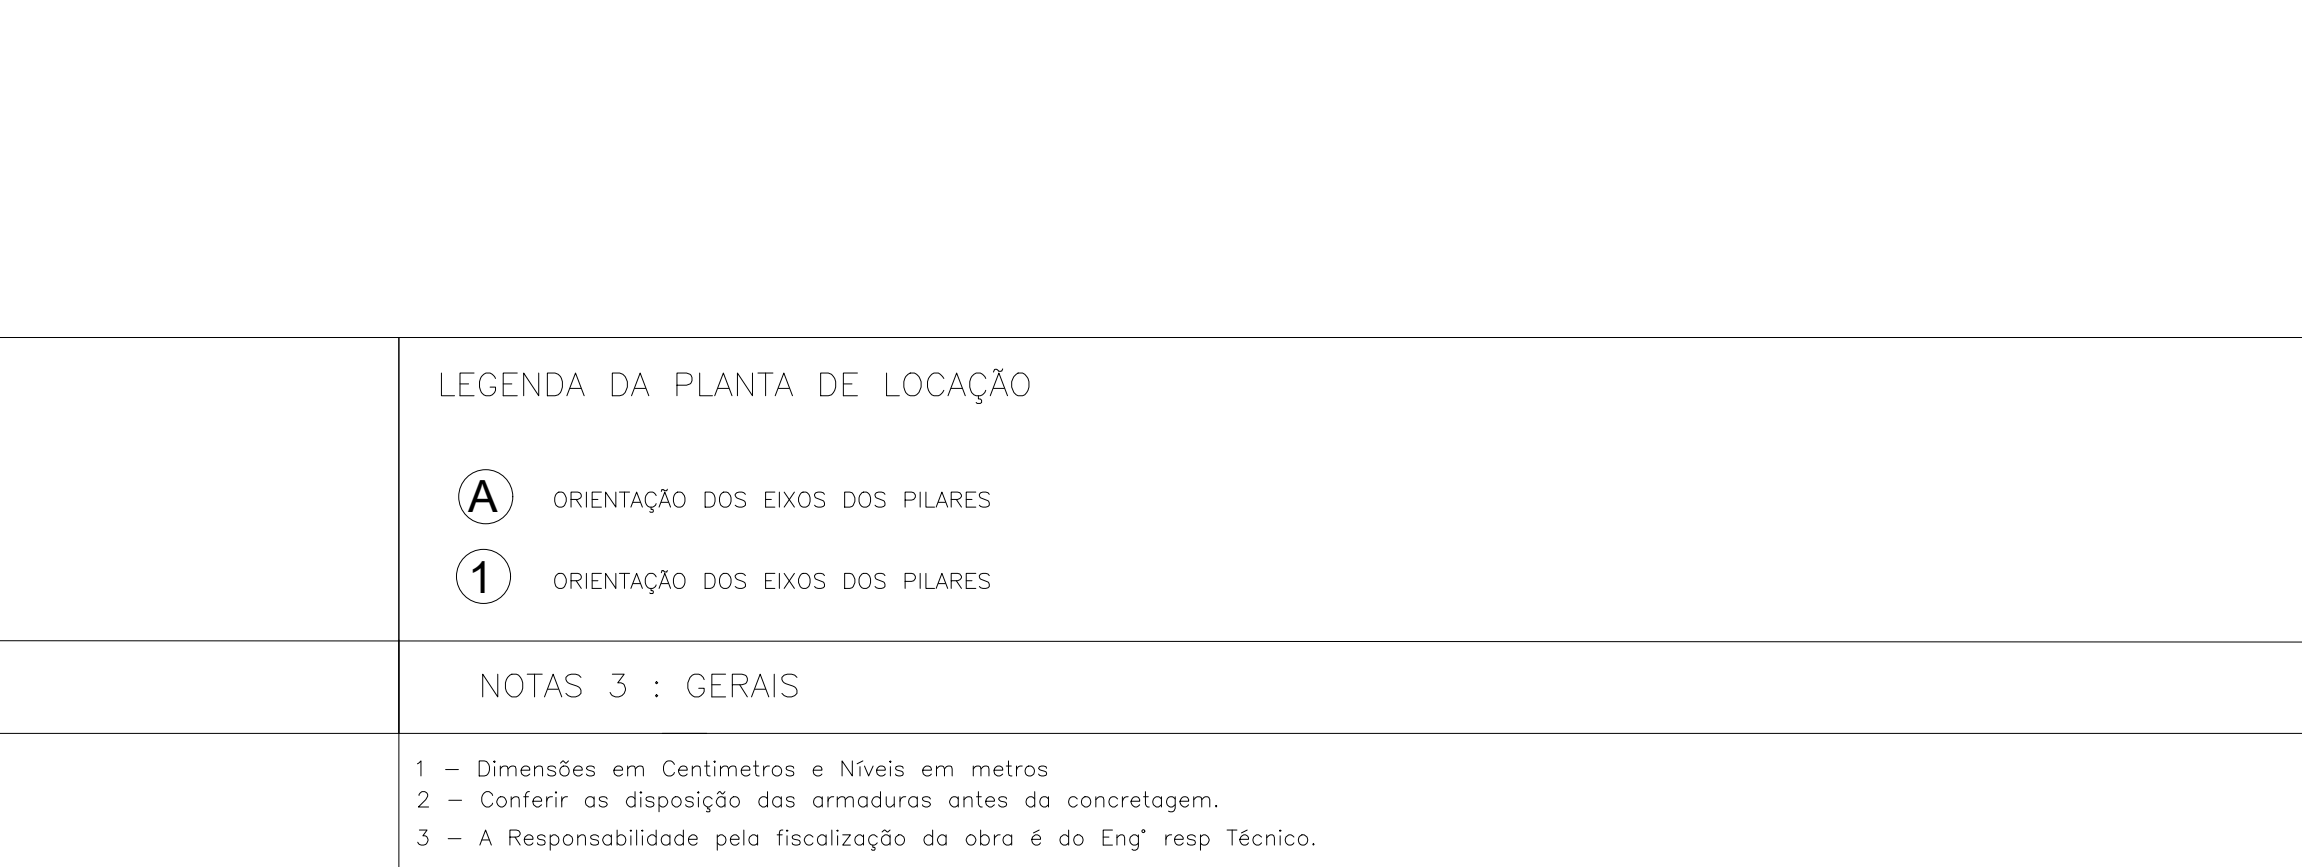 LEGENDA DA PLANTA DE LOCAÇÃO
A ORIENTAÇÃO DOS EIXOS DOS PILARES
1 ORIENTAÇÃO DOS EIXOS DOS PILARES
NOTAS 3 : GERAIS
1 - Dimensões em Centimetros e Níveis em metros
2 - Conferir as disposição das armaduras antes da concretagem.
3 - A Responsabilidade pela fiscalização da obra é do Eng° resp Técnico.